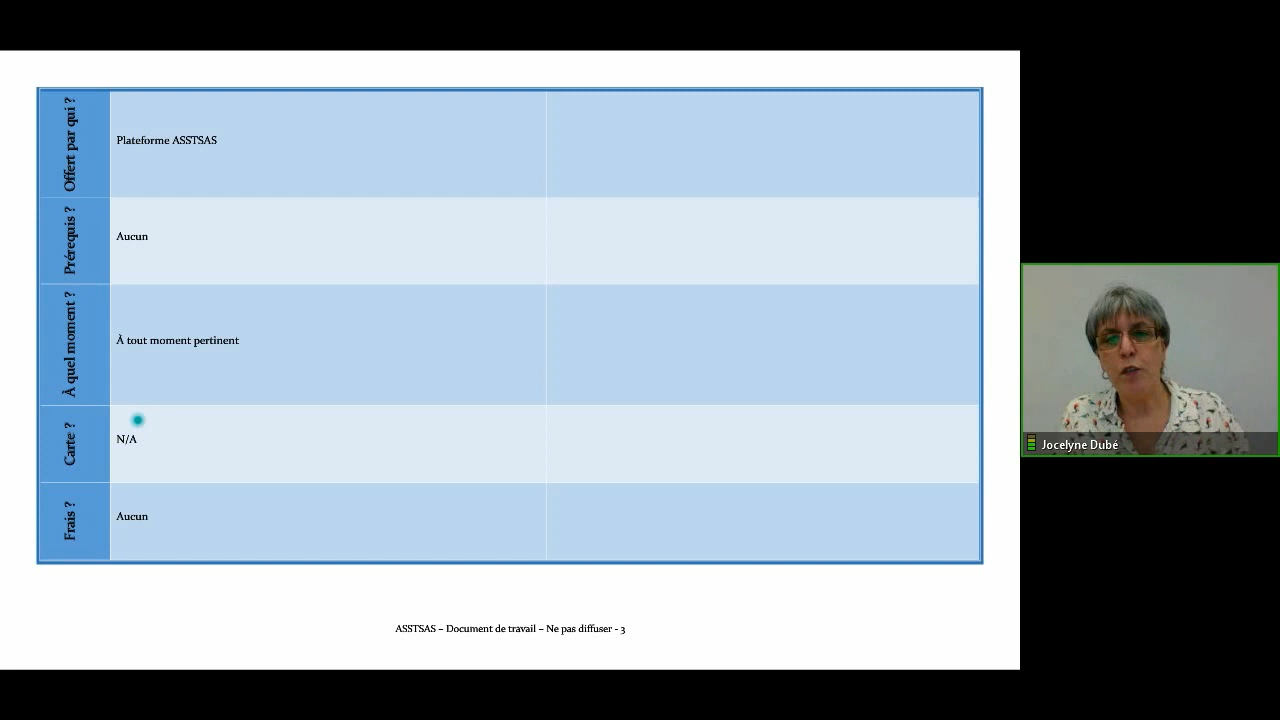 Offert par qui ?
Plateforme ASSTSAS
Prérequis ?
Aucun
À quel moment ?
À tout moment pertinent
Carte ?
N/A
Frais ?
Aucun
ASSTSAS – Document de travail – Ne pas diffuser - 3
Jocelyne Dubé